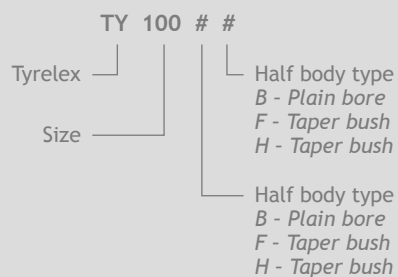 TY 100 # #
Tyrelex
Size
Half body type
B - Plain bore
F - Taper bush
H - Taper bush
Half body type
B - Plain bore
F - Taper bush
H - Taper bush